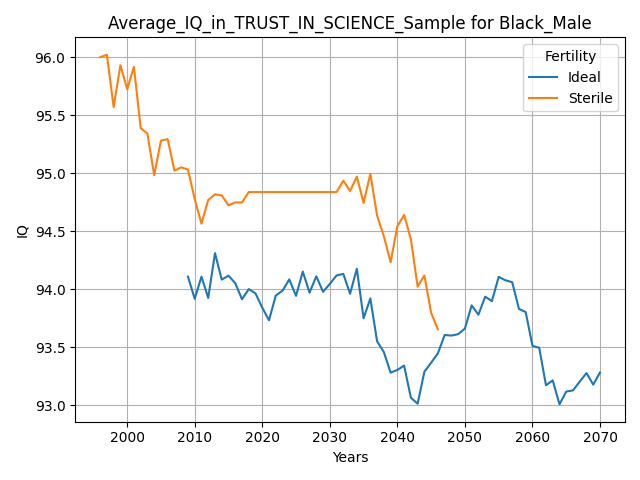 Average_IQ_in_TRUST_IN_SCIENCE_Sample for Black_Male
Fertility
Ideal
Sterile
IQ
96.0
95.5
95.0
94.5
94.0
93.5
93.0
2000 2010 2020 2030 2040 2050 2060 2070
Years